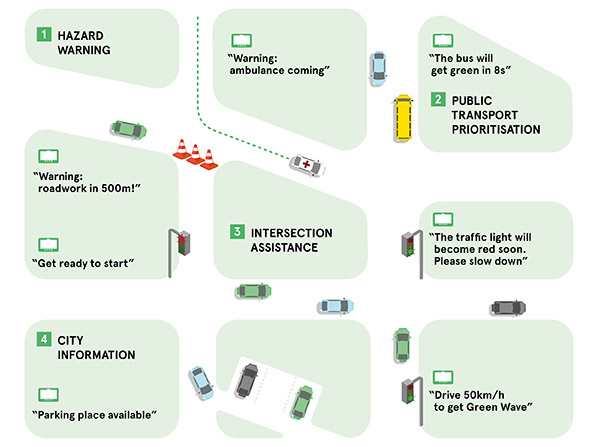 1 HAZARD
WARNING
“Warning:
ambulance coming”
“The bus will
get green in 8s”
2 PUBLIC
TRANSPORT
PRIORITISATION
“Warning:
roadwork in 500m!”
“Get ready to start”
3 INTERSECTION
ASSISTANCE
“The traffic light will
become red soon.
Please slow down”
4 CITY
INFORMATION
“Parking place available”
“Drive 50km/h
to get Green Wave”